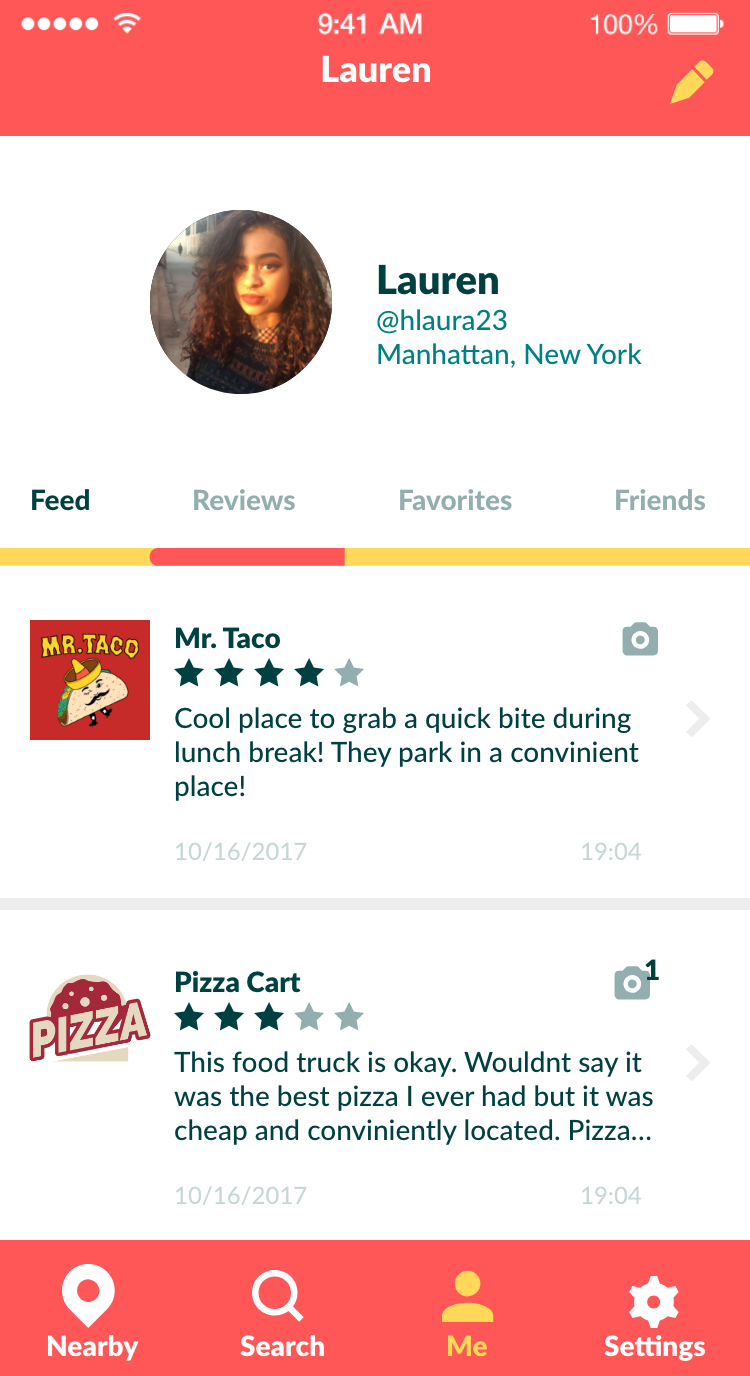 9:41 AM
100%
Lauren
Lauren
@hlaura23
Manhattan, New York
Feed
Reviews
Favorites
Friends
MR.TACO
Mr. Taco
Cool place to grab a quick bite during
lunch break! They park in a convinient
place!
10/16/2017
19:04
PIZZA
Pizza Cart
1
This food truck is okay. Wouldnt say it
was the best pizza I ever had but it was
cheap and conviniently located. Pizza...
10/16/2017
19:04
Nearby
Search
Me
Settings